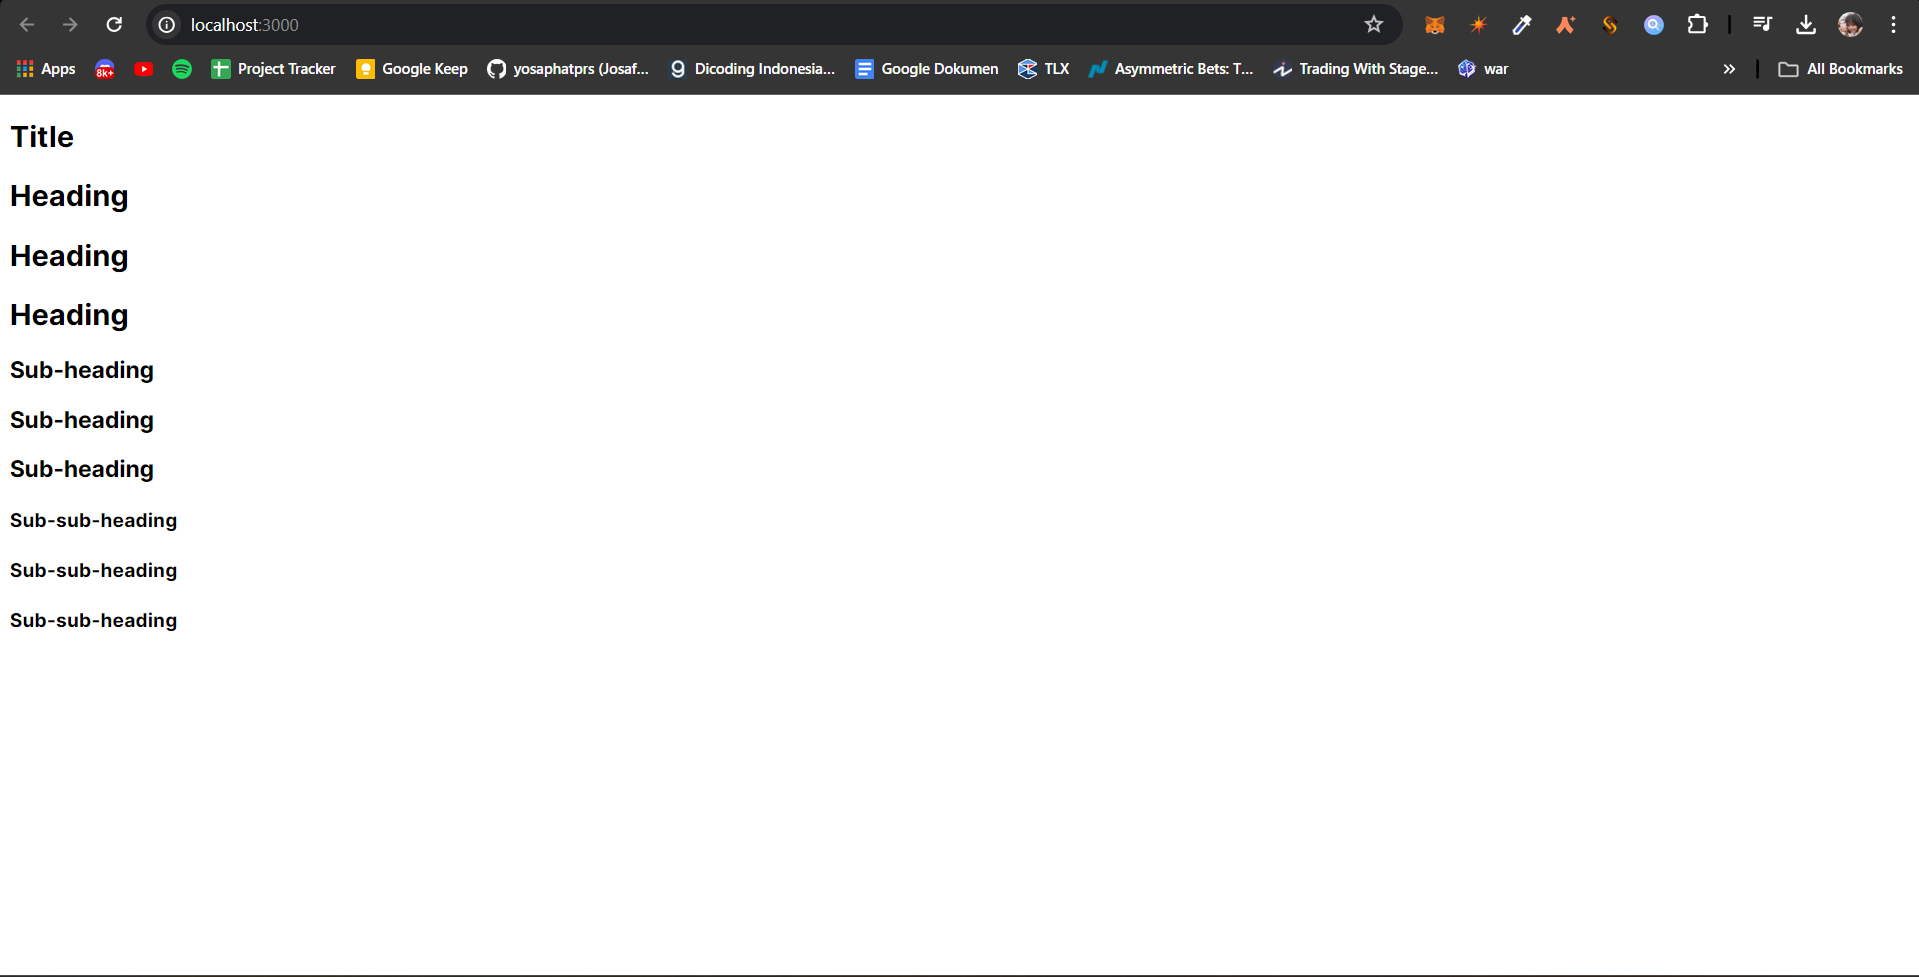 localhost:3000
Apps 8k+ Project Tracker Google Keep yosaphatprs (Josaf... Dicoding Indonesia... Google Dokumen TLX Asymmetric Bets: T... Trading With Stage... war » All Bookmarks
Title
Heading
Heading
Heading
Sub-heading
Sub-heading
Sub-heading
Sub-sub-heading
Sub-sub-heading
Sub-sub-heading